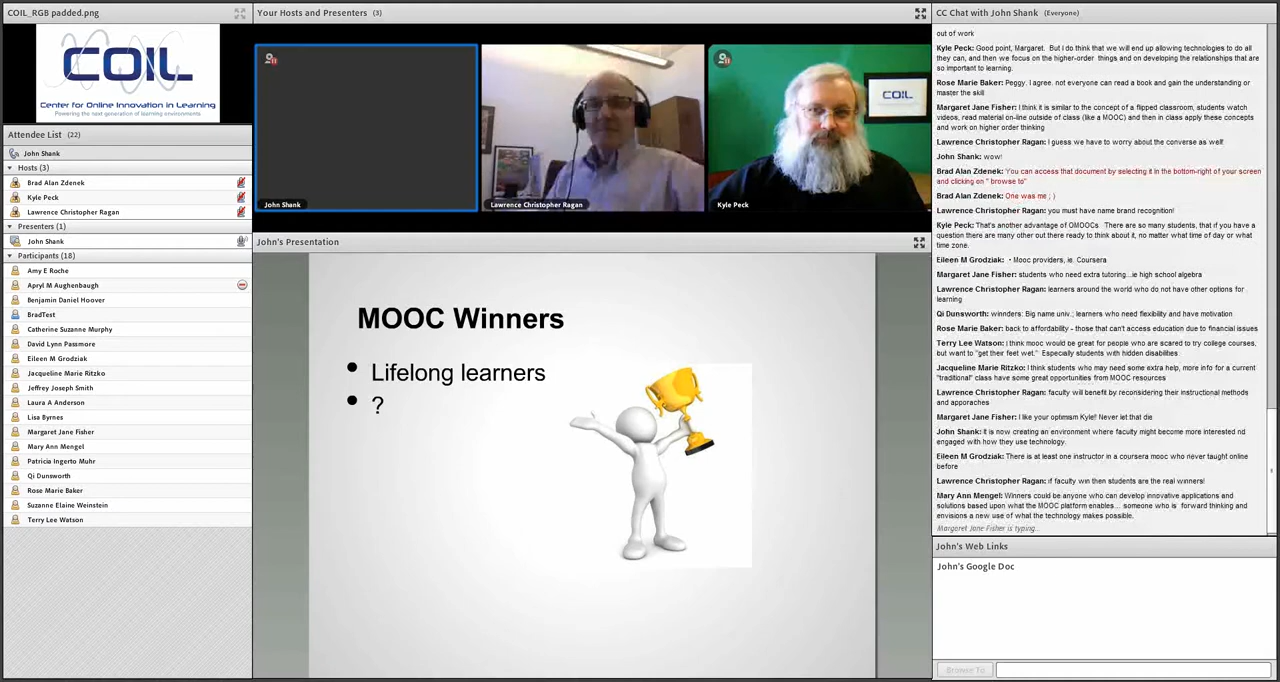 COIL_RGB padded.png
COIL
Center for Online Innovation in Learning
Powering the next generation of learning environments
Attendee List (22)
John Shank
Hosts (3)
Brad Alan Zdenek
Kyle Peck
Lawrence Christopher Ragan
Presenters (1)
John Shank
Participants (18)
Amy E Roche
Apryl M Aughenbaugh
Benjamin Daniel Hoover
BradTest
Catherine Suzanne Murphy
David Lynn Passmore
Eileen M Grodziak
Jacqueline Marie Ritzko
Jeffrey Joseph Smith
Laura A Anderson
Lisa Byrnes
Margaret Jane Fisher
Mary Ann Mengel
Patricia Ingerto Muhr
Qi Dunsworth
Rose Marie Baker
Suzanne Elaine Weinstein
Terry Lee Watson
Your Hosts and Presenters (3)
John Shank
Lawrence Christopher Ragan
COIL
Kyle Peck
John's Presentation
MOOC Winners
• Lifelong learners
• ?
CC Chat with John Shank (Everyone)
out of work
Kyle Peck: Good point, Margaret. But i do think that we will end up allowing technologies to do all
they can, and then we focus on the higher-order things and on developing the relationships that are
so important to learning.
Rose Marie Baker: Peggy. I agree. not everyone can read a book and gain the understanding or
master the skill
Margaret Jane Fisher: I think it is similar to the concept of a flipped classroom, students watch
videos, read material on-line outside of class (like a MOOC) and then in class apply these concepts
and work on higher order thinking
Lawrence Christopher Ragan: I guess we have to worry about the converse as well!
John Shank: wow!
Brad Alan Zdenek: You can access that document by selecting it in the bottom-right of your screen
and clicking on " browse to"
Brad Alan Zdenek: One was me ; )
Lawrence Christopher Ragan: you must have name brand recognition!
Kyle Peck: That's another advantage of OMOOCs There are so many students, that if you have a
question there are many other out there ready to think about it, no matter what time of day or what
time zone.
Eileen M Grodziak: • Mooc providers, ie. Coursera
Margaret Jane Fisher: students who need extra tutoring...ie high school algebra
Lawrence Christopher Ragan: learners around the world who do not have other options for
learning
Qi Dunsworth: winnders: Big name univ.; learners who need flexibility and have motivation
Rose Marie Baker: back to affordability - those that can't access education due to financial issues
Terry Lee Watson: i think mooc would be great for people who are scared to try college courses,
but want to "get their feet wet." Especially students with hidden disabilities
Jacqueline Marie Ritzko: I think students who may need some extra help, more info for a current
"traditional" class have some great opportunities from MOOC resources
Lawrence Christopher Ragan: faculty will benefit by reconsidering their instructional methods
and apporaches
Margaret Jane Fisher: I like your optimism Kyle!! Never let that die
John Shank: it is now creating an environment where faculty might become more interested nd
engaged with how they use technology.
Eileen M Grodziak: There is at least one instructor in a coursera mooc who never taught online
before
Lawrence Christopher Ragan: if faculty win then students are the real winners!
Mary Ann Mengel: Winners could be anyone who can develop innovative applications and
solutions based upon what the MOOC platform enables... someone who is forward thinking and
envisions a new use of what the technology makes possible.
Margaret Jane Fisher is typing...
John's Web Links
John's Google Doc
Browse To